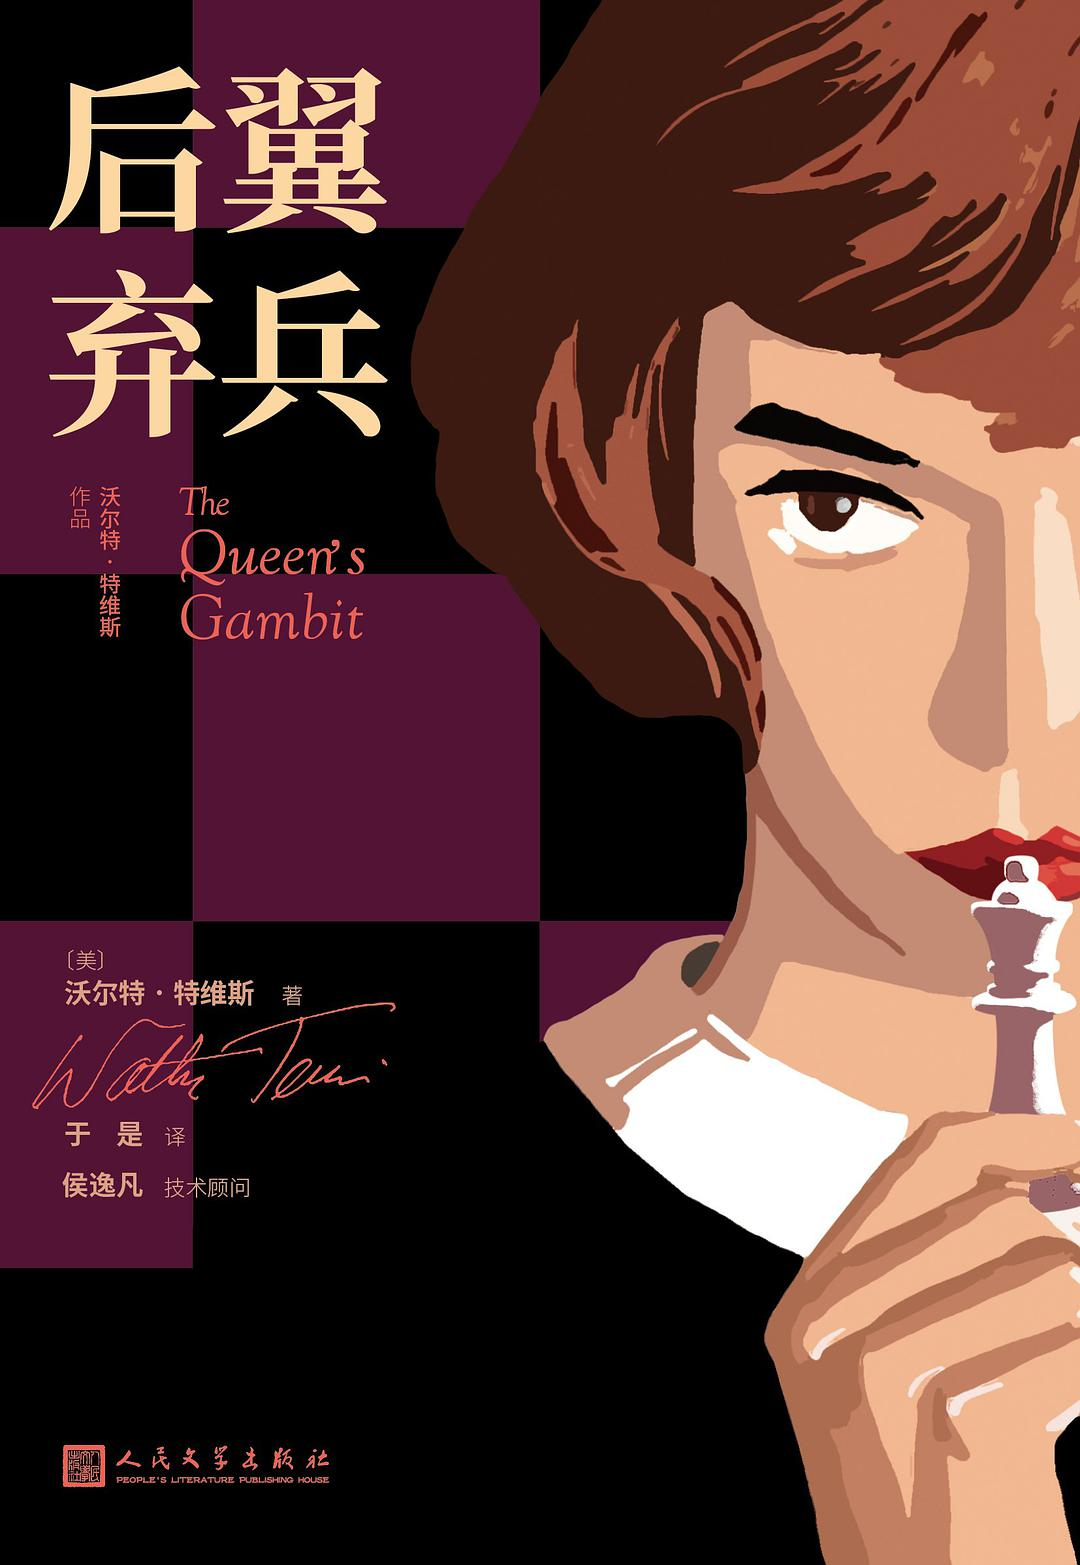 后翼
弃兵
沃尔特·特维斯
作品
The
Queen's
Gambit
〔美〕
沃尔特·特维斯 著
于是 译
侯逸凡 技术顾问
人民文学出版社
PEOPLE'S LITERATURE PUBLISHING HOUSE